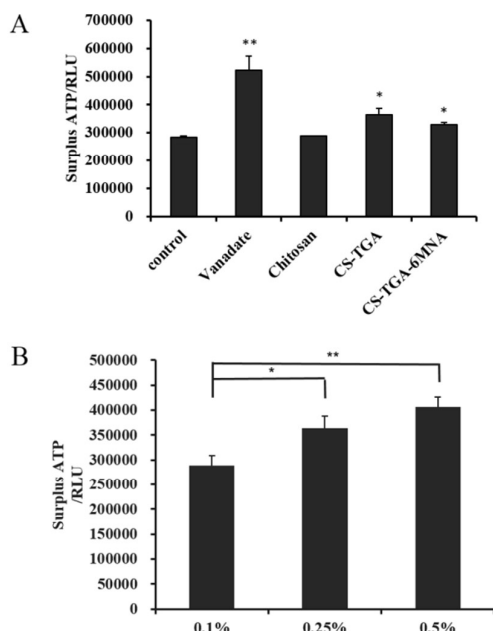 A
700000
600000
500000
400000
300000
200000
100000
0
Surplus ATP/RLU
**
*
*
control
Vanadate
Chitosan
CS-TGA
CS-TGA-6MNA
B
500000
450000
400000
350000
300000
250000
200000
150000
100000
50000
0
Surplus ATP
/RLU
**
*
0.1%
0.25%
0.5%